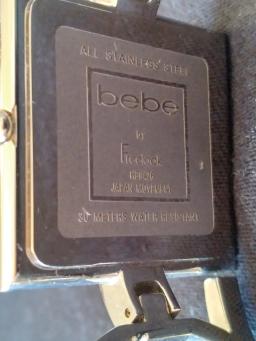 ALL STAINLESS STEEL
bebe
by
JAPAN MOVEMENT
30 METERS WATER RESISTANT